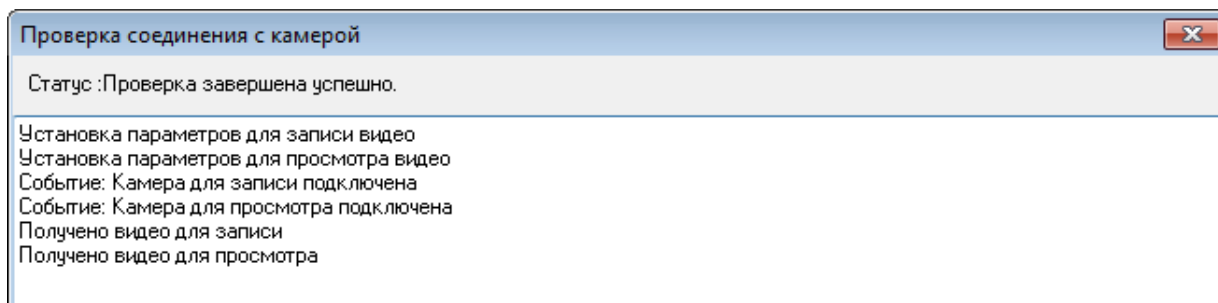 Проверка соединения с камерой
Статус :Проверка завершена успешно.
Установка параметров для записи видео
Установка параметров для просмотра видео
Событие: Камера для записи подключена
Событие: Камера для просмотра подключена
Получено видео для записи
Получено видео для просмотра